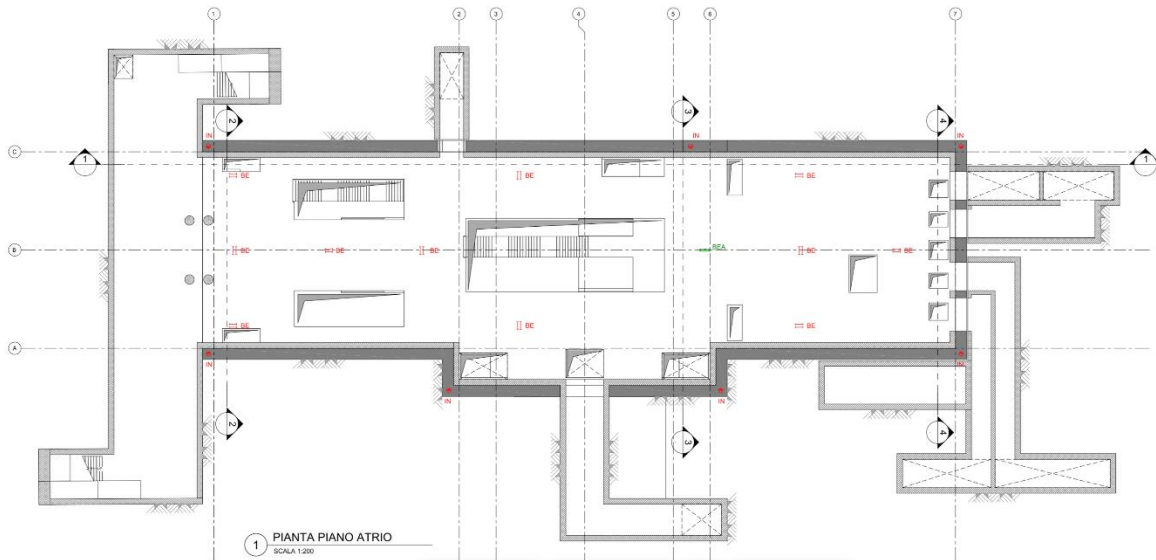 1 2 3 4 5 6 7
2 3 4
IN IN IN
C
1 1
BE BE BE
B
BE BE BE REA BE BE
BE BE BE
A
IN IN
IN IN
2 3 4
1 PIANTA PIANO ATRIO
SCALA 1:200